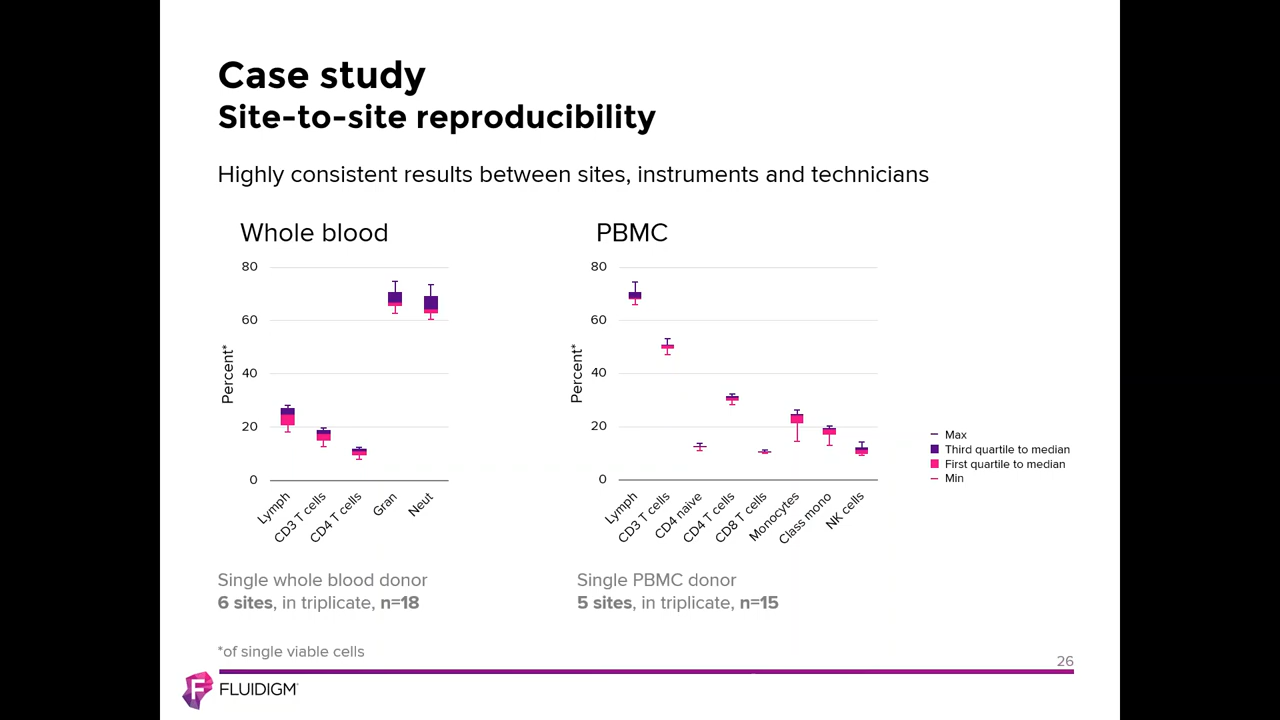 Case study
Site-to-site reproducibility
Highly consistent results between sites, instruments and technicians
Whole blood
80
60
40
20
0
Percent*
Lymph
CD3 T cells
CD4 T cells
Gran
Neut
Single whole blood donor
6 sites, in triplicate, n=18
PBMC
80
60
40
20
0
Percent*
Lymph
CD3 T cells
CD4 naive
CD4 T cells
CD8 T cells
Monocytes
Class mono
NK cells
Max
Third quartile to median
First quartile to median
Min
Single PBMC donor
5 sites, in triplicate, n=15
*of single viable cells
26
F
FLUIDIGM